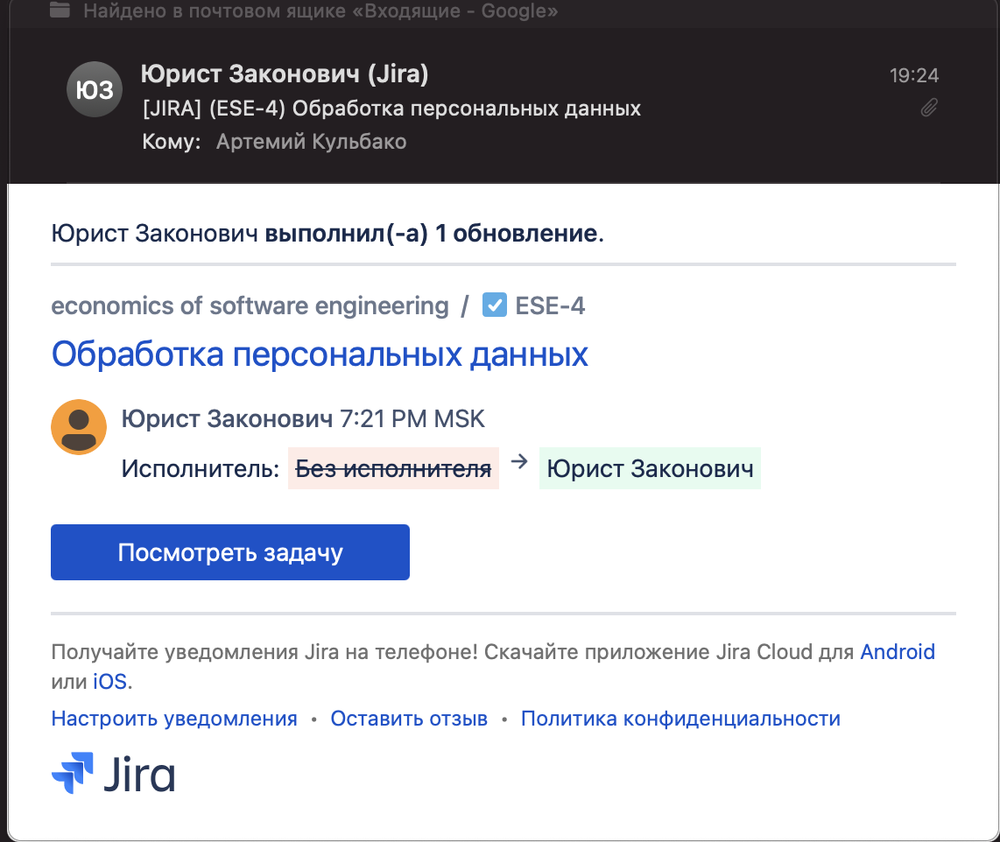 Найдено в почтовом ящике «Входящие - Google»
ЮЗ
Юрист Законович (Jira)
19:24
[JIRA] (ESE-4) Обработка персональных данных
Кому: Артемий Кульбако
Юрист Законович выполнил(-а) 1 обновление.
economics of software engineering / ESE-4
Обработка персональных данных
Юрист Законович 7:21 PM MSK
Исполнитель: Без исполнителя → Юрист Законович
Посмотреть задачу
Получайте уведомления Jira на телефоне! Скачайте приложение Jira Cloud для Android
или iOS.
Настроить уведомления • Оставить отзыв • Политика конфиденциальности
Jira